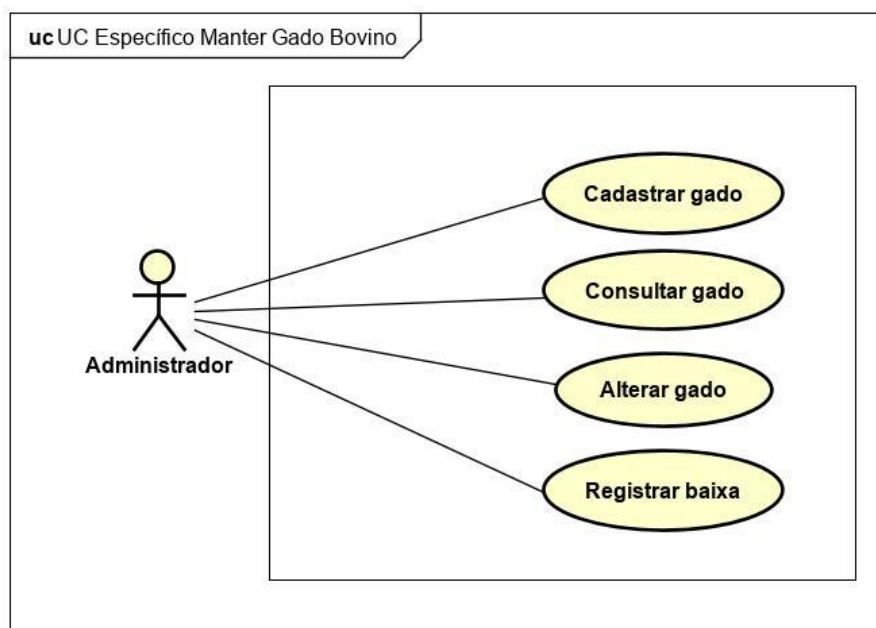 uc UC Específico Manter Gado Bovino
Cadastrar gado
Consultar gado
Administrador
Alterar gado
Registrar baixa